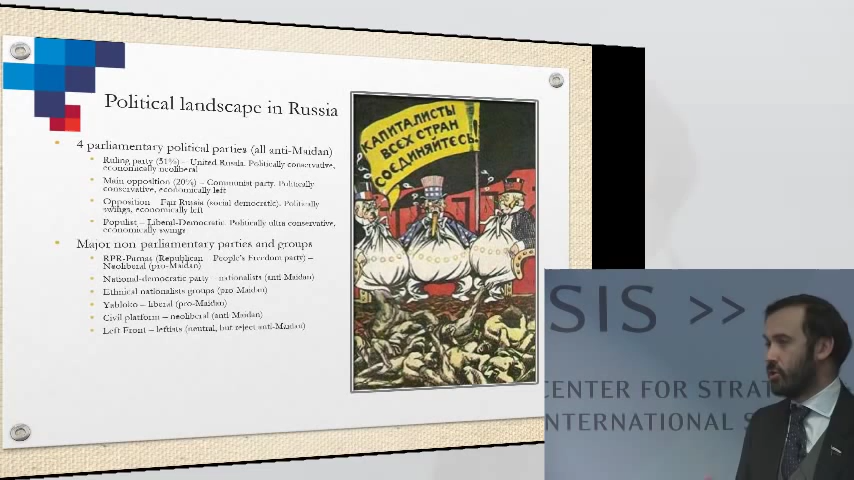 Political landscape in Russia
4 parliamentary political parties (all anti-Maidan)
Ruling party (51%) – United Russia. Politically conservative,
economically neoliberal
Main opposition (20%) – Communist party. Politically
conservative, economically left
Opposition – Fair Russia (social democratic). Politically
swings, economically left
Populist – Liberal-Democratic. Politically ultra conservative,
economically swings
Major non parliamentary parties and groups
RPR-Parnas (Republican – People's Freedom party) –
Neoliberal (pro-Maidan)
National-democratic party – nationalists (anti Maidan)
Ethnical nationalists groups (pro Maidan)
Yabloko – liberal (pro-Maidan)
Civil platform – neoliberal (anti Maidan)
Left Front – leftists (neutral, but reject anti-Maidan)
КАПИТАЛИСТЫ
ВСЕХ СТРАН
СОЕДИНЯЙТЕСЬ!
SIS >>
CENTER FOR STRAT
INTERNATIONAL S